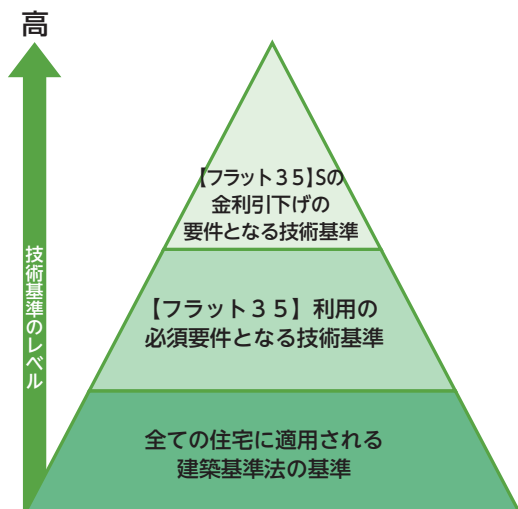 高
技術基準のレベル
【フラット３５】Sの
金利引下げの
要件となる技術基準
【フラット３５】利用の
必須要件となる技術基準
全ての住宅に適用される
建築基準法の基準